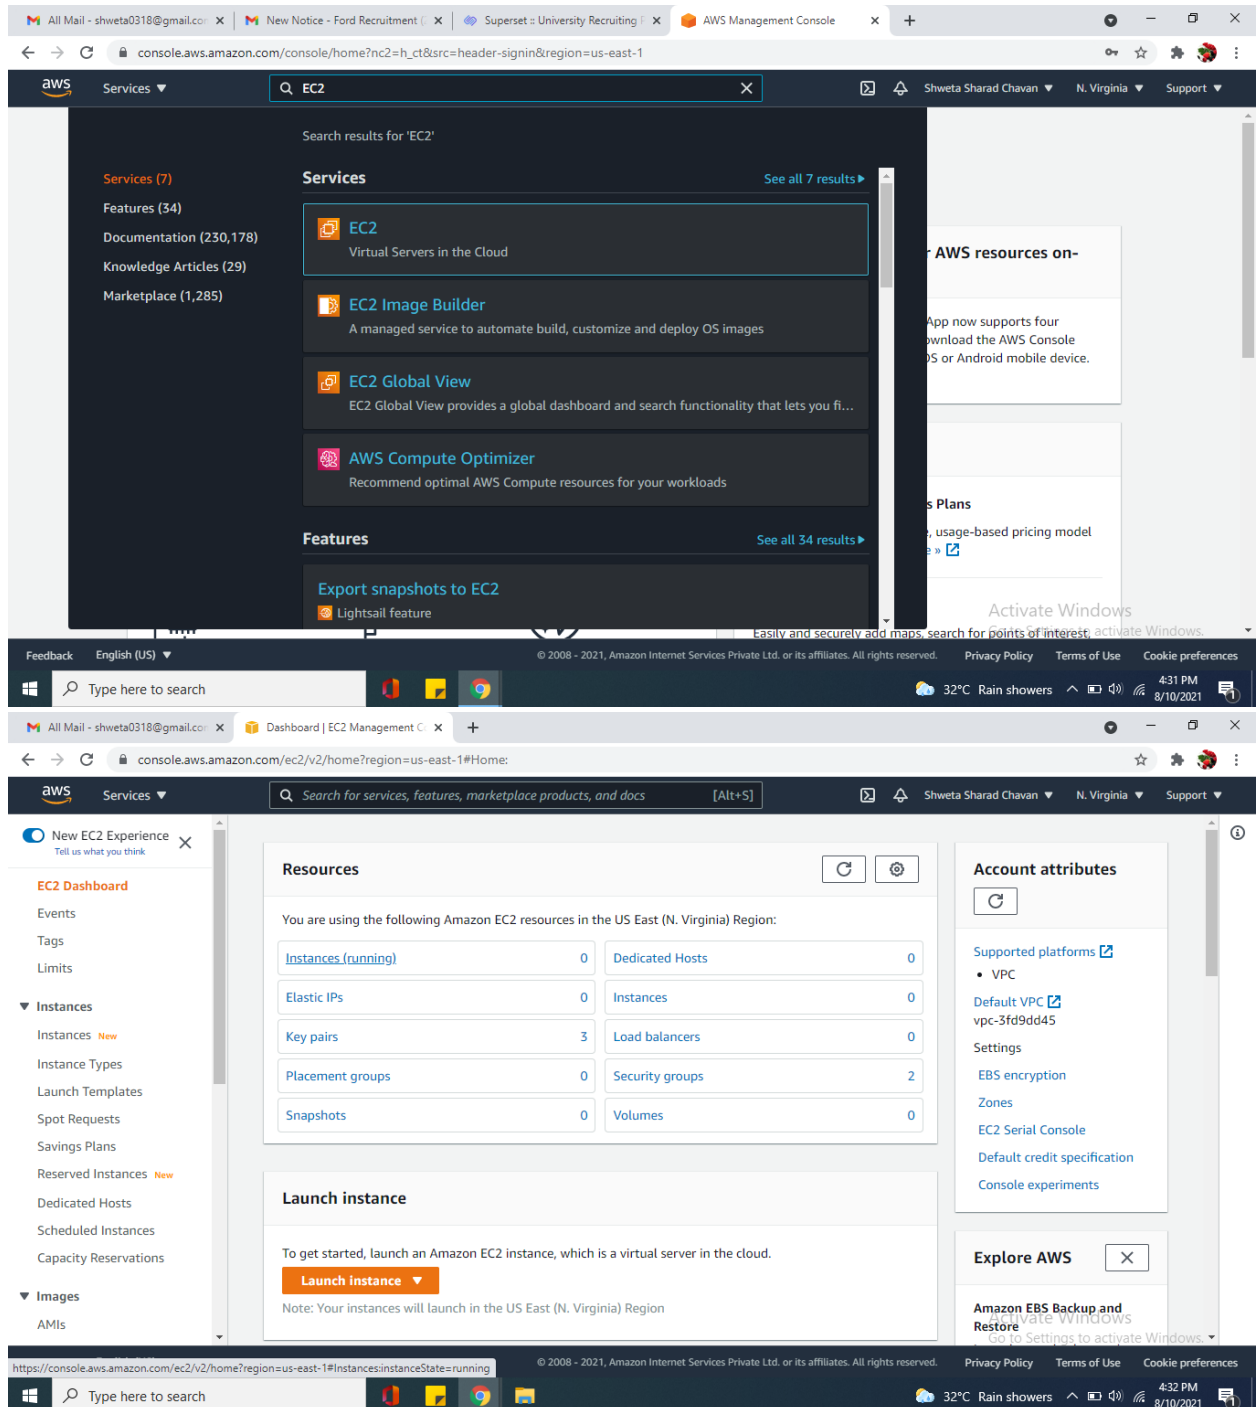 All Mail - shweta0318@gmail.cor
New Notice - Ford Recruitment (
Superset :: University Recruiting P
AWS Management Console
console.aws.amazon.com/console/home?nc2=h_ct&src=header-signin&region=us-east-1
aws
Services ▼
EC2
Shweta Sharad Chavan ▼
N. Virginia ▼
Support ▼
Search results for 'EC2'
Services (7)
Features (34)
Documentation (230,178)
Knowledge Articles (29)
Marketplace (1,285)
Services
See all 7 results ▶
EC2
Virtual Servers in the Cloud
EC2 Image Builder
A managed service to automate build, customize and deploy OS images
EC2 Global View
EC2 Global View provides a global dashboard and search functionality that lets you fi...
AWS Compute Optimizer
Recommend optimal AWS Compute resources for your workloads
Features
See all 34 results ▶
Export snapshots to EC2
Lightsail feature
AWS resources on-
App now supports four
ownload the AWS Console
OS or Android mobile device.
s Plans
, usage-based pricing model
e »
Easily and securely add maps, search for points of interest,
Activate Windows
Go to Settings to activate Windows.
Feedback
English (US) ▼
© 2008 - 2021, Amazon Internet Services Private Ltd. or its affiliates. All rights reserved.
Privacy Policy
Terms of Use
Cookie preferences
Type here to search
32°C Rain showers
4:31 PM
8/10/2021
1
All Mail - shweta0318@gmail.cor
Dashboard | EC2 Management C
console.aws.amazon.com/ec2/v2/home?region=us-east-1#Home:
aws
Services ▼
Search for services, features, marketplace products, and docs
[Alt+S]
Shweta Sharad Chavan ▼
N. Virginia ▼
Support ▼
New EC2 Experience
Tell us what you think
EC2 Dashboard
Events
Tags
Limits
▼ Instances
Instances New
Instance Types
Launch Templates
Spot Requests
Savings Plans
Reserved Instances New
Dedicated Hosts
Scheduled Instances
Capacity Reservations
▼ Images
AMIs
Resources
You are using the following Amazon EC2 resources in the US East (N. Virginia) Region:
Instances (running) 0
Dedicated Hosts 0
Elastic IPs 0
Instances 0
Key pairs 3
Load balancers 0
Placement groups 0
Security groups 2
Snapshots 0
Volumes 0
Launch instance
To get started, launch an Amazon EC2 instance, which is a virtual server in the cloud.
Launch instance ▼
Note: Your instances will launch in the US East (N. Virginia) Region
Account attributes
Supported platforms
• VPC
Default VPC
vpc-3fd9dd45
Settings
EBS encryption
Zones
EC2 Serial Console
Default credit specification
Console experiments
Explore AWS
Amazon EBS Backup and
Restore
Activate Windows
Go to Settings to activate Windows.
https://console.aws.amazon.com/ec2/v2/home?region=us-east-1#Instances:instanceState=running
© 2008 - 2021, Amazon Internet Services Private Ltd. or its affiliates. All rights reserved.
Privacy Policy
Terms of Use
Cookie preferences
Type here to search
32°C Rain showers
4:32 PM
8/10/2021
1